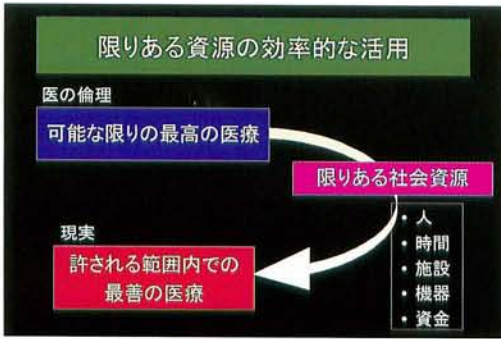 限りある資源の効率的な活用
医の倫理
可能な限りの最高の医療
限りある社会資源
・人
・時間
・施設
・機器
・資金
現実
許される範囲内での
最善の医療